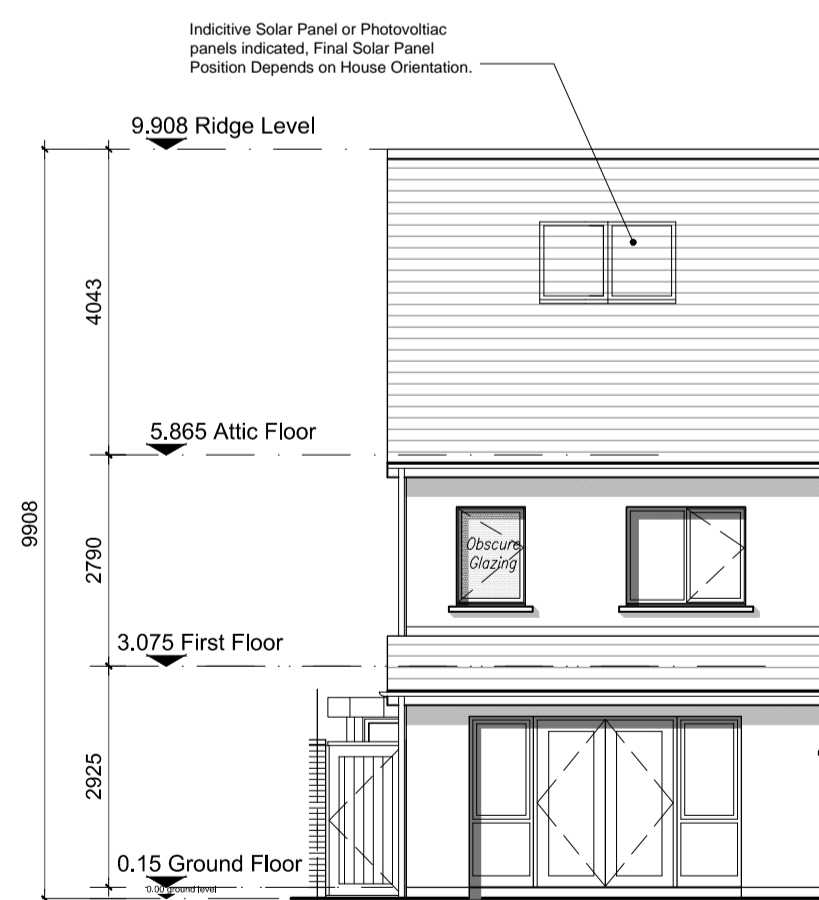 Indicitive Solar Panel or Photovoltiac
panels indicated, Final Solar Panel
Position Depends on House Orientation.
9.908 Ridge Level
4043
5.865 Attic Floor
9908
2790
Obscure
Glazing
3.075 First Floor
2925
0.15 Ground Floor
0.00 ground level